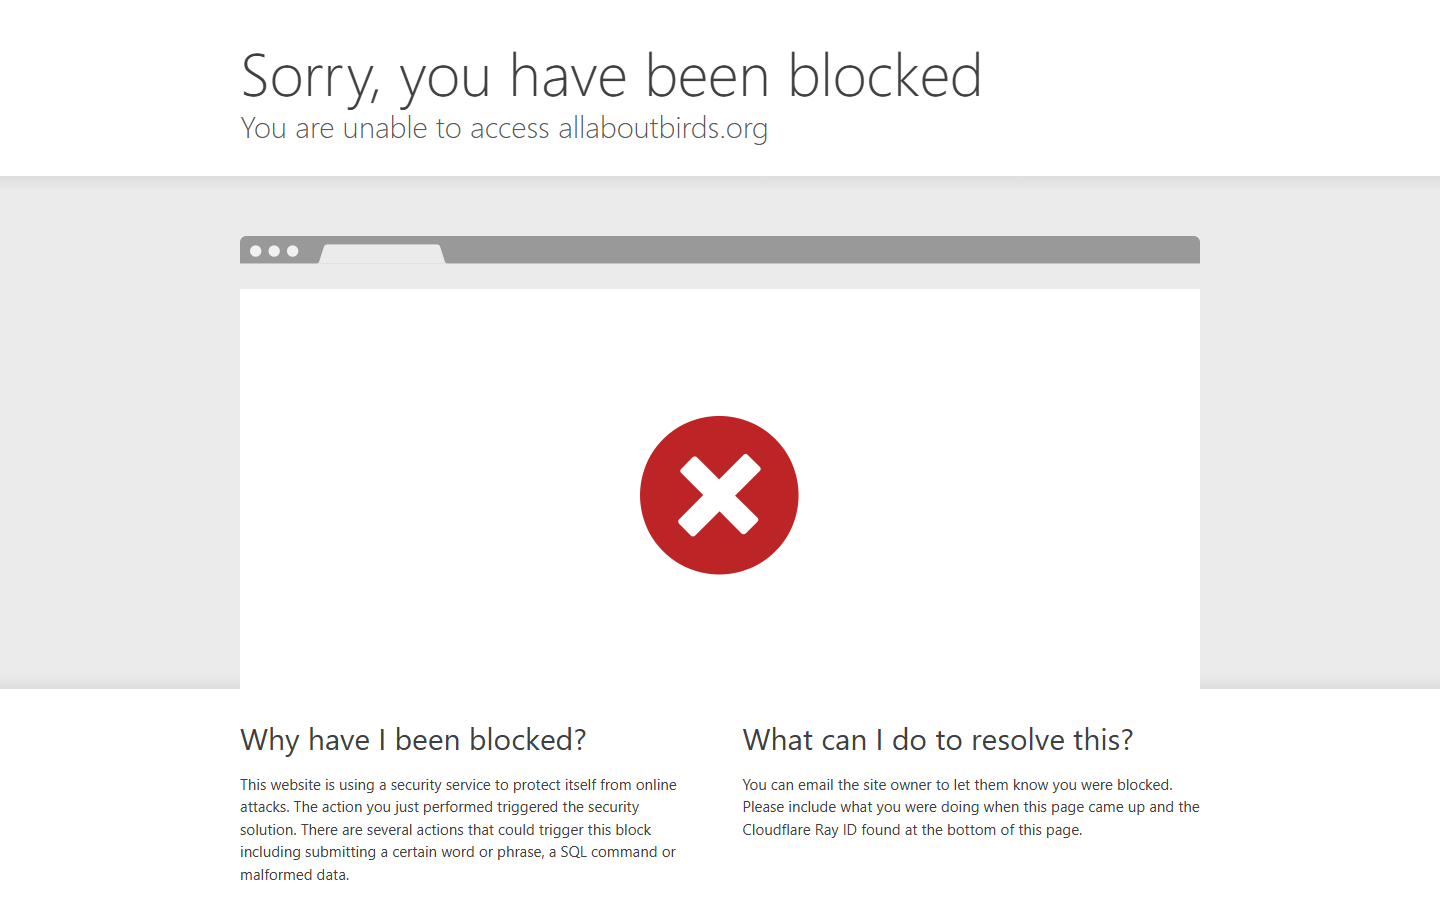 Sorry, you have been blocked
You are unable to access allaboutbirds.org
Why have I been blocked?
This website is using a security service to protect itself from online
attacks. The action you just performed triggered the security
solution. There are several actions that could trigger this block
including submitting a certain word or phrase, a SQL command or
malformed data.
What can I do to resolve this?
You can email the site owner to let them know you were blocked.
Please include what you were doing when this page came up and the
Cloudflare Ray ID found at the bottom of this page.